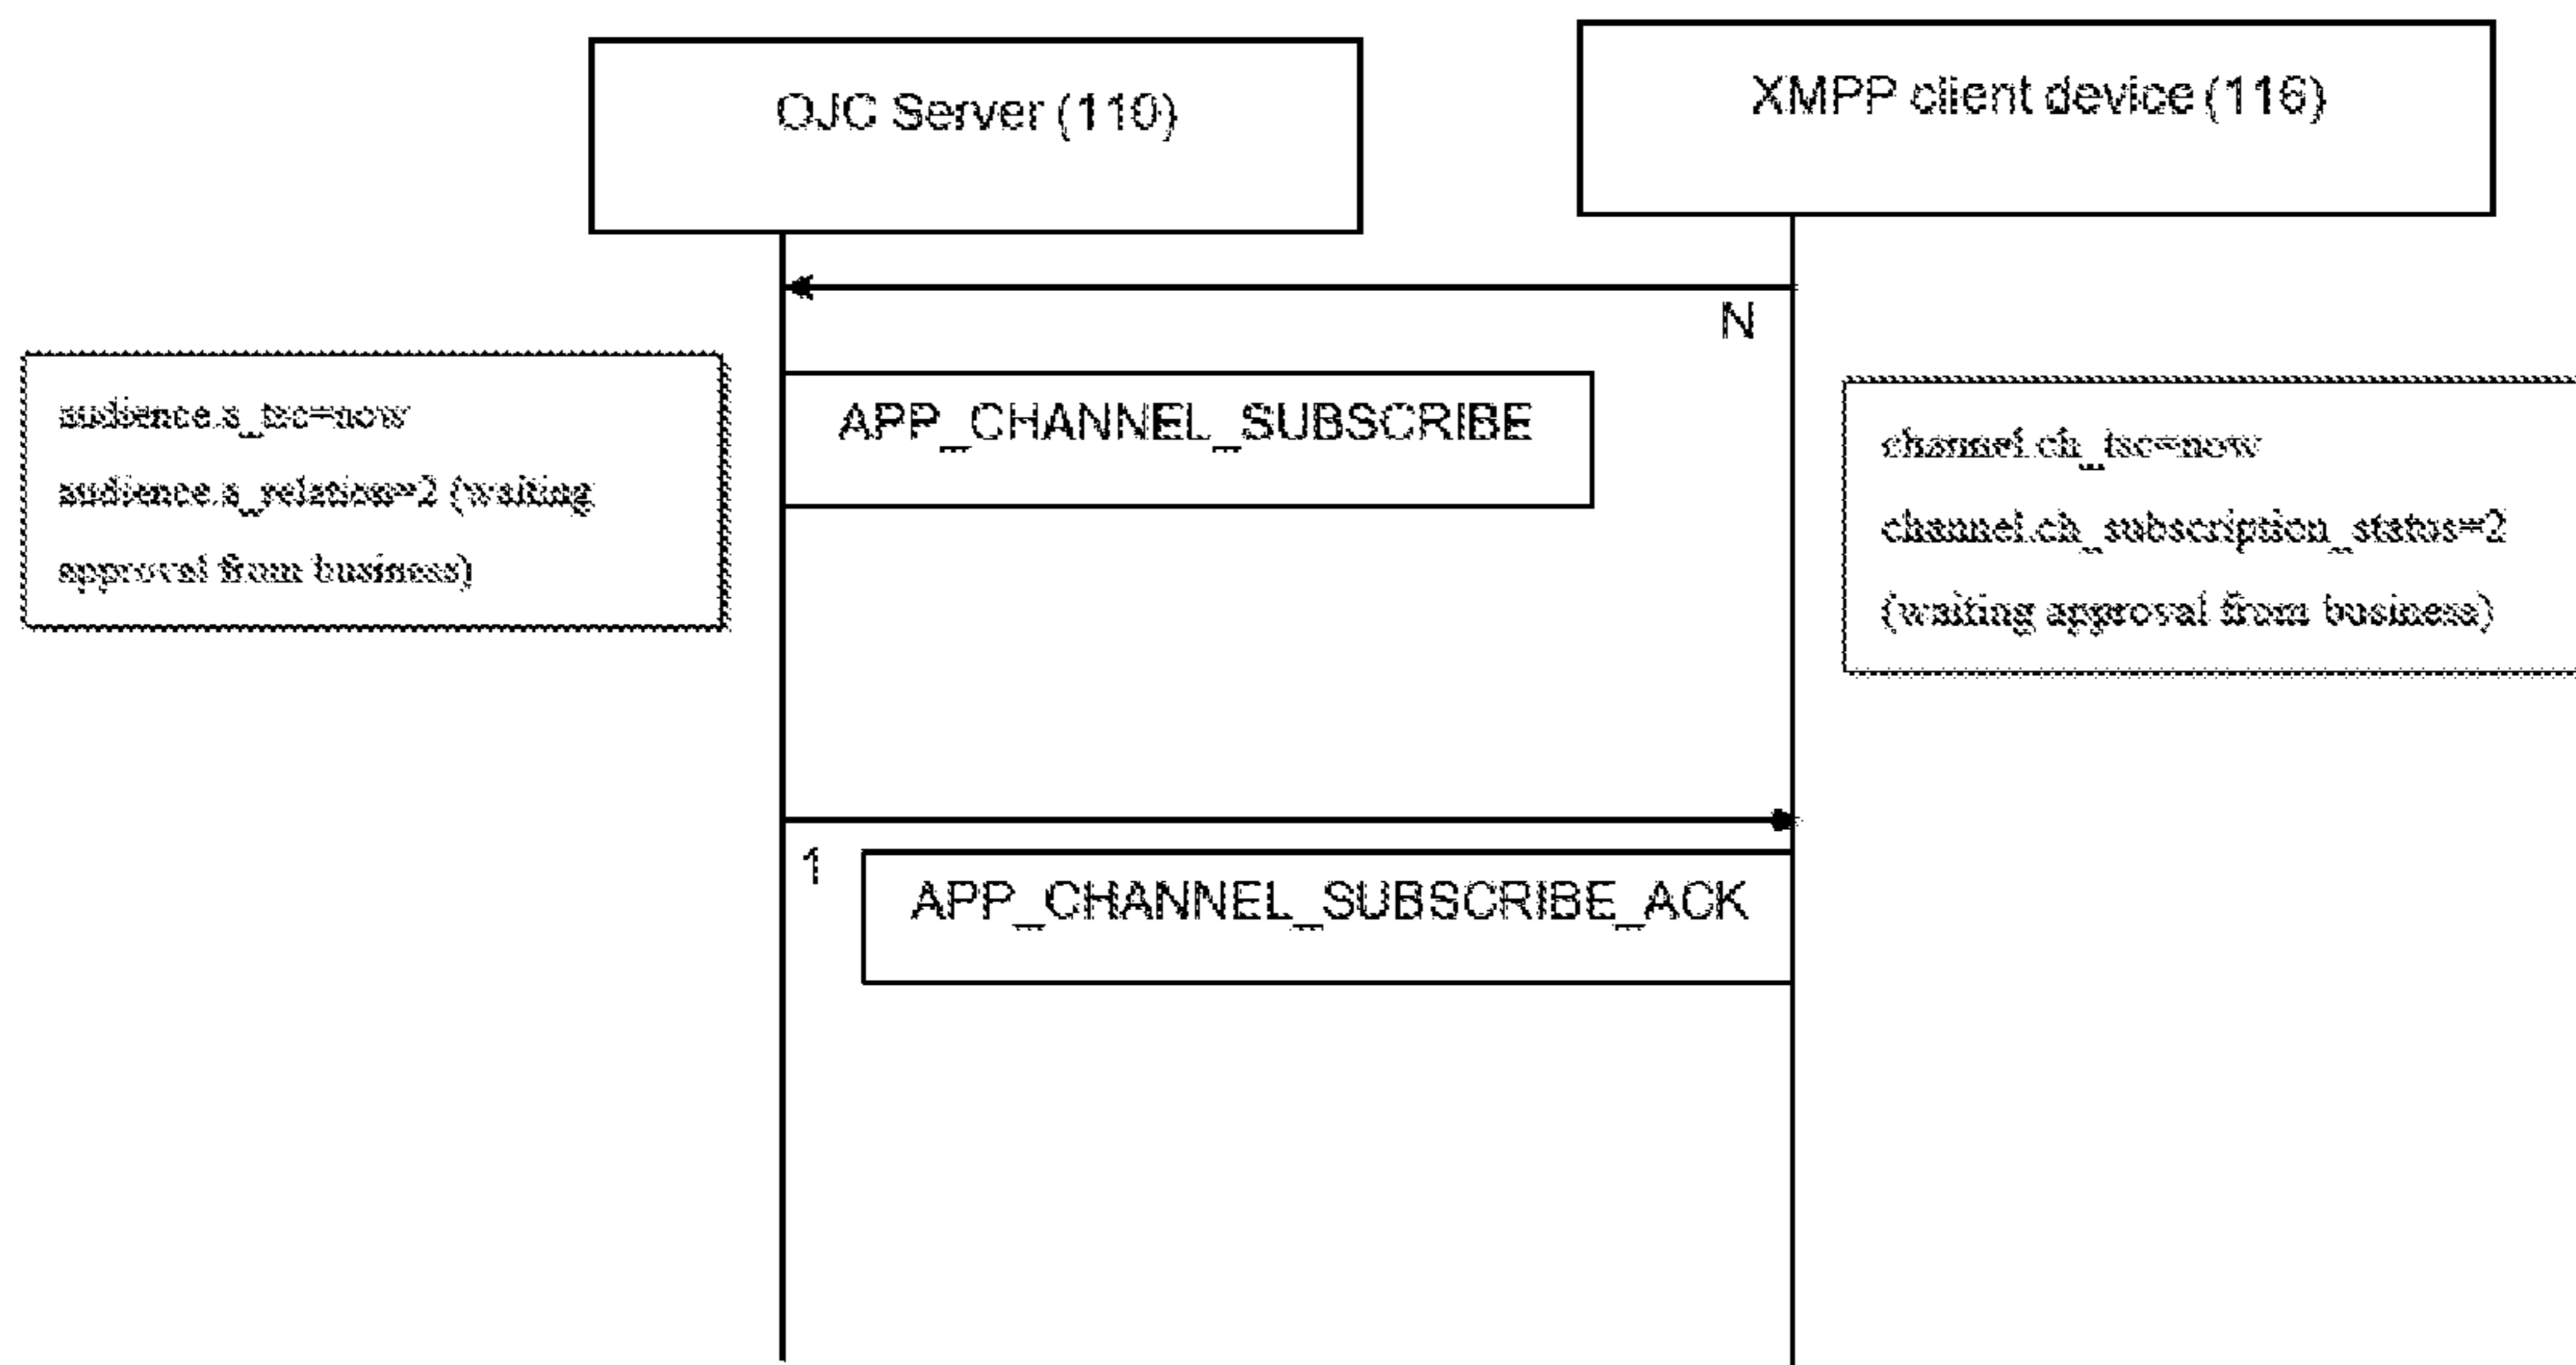 OJC Server (110)
XMPP client device (116)
N
APP_CHANNEL_SUBSCRIBE
audience.s_tsc=now
audience.s_relation=2 (waiting
approval from business)
channel.ch_tsc=now
channel.ch_subscription_status=2
(waiting approval from business)
1
APP_CHANNEL_SUBSCRIBE_ACK